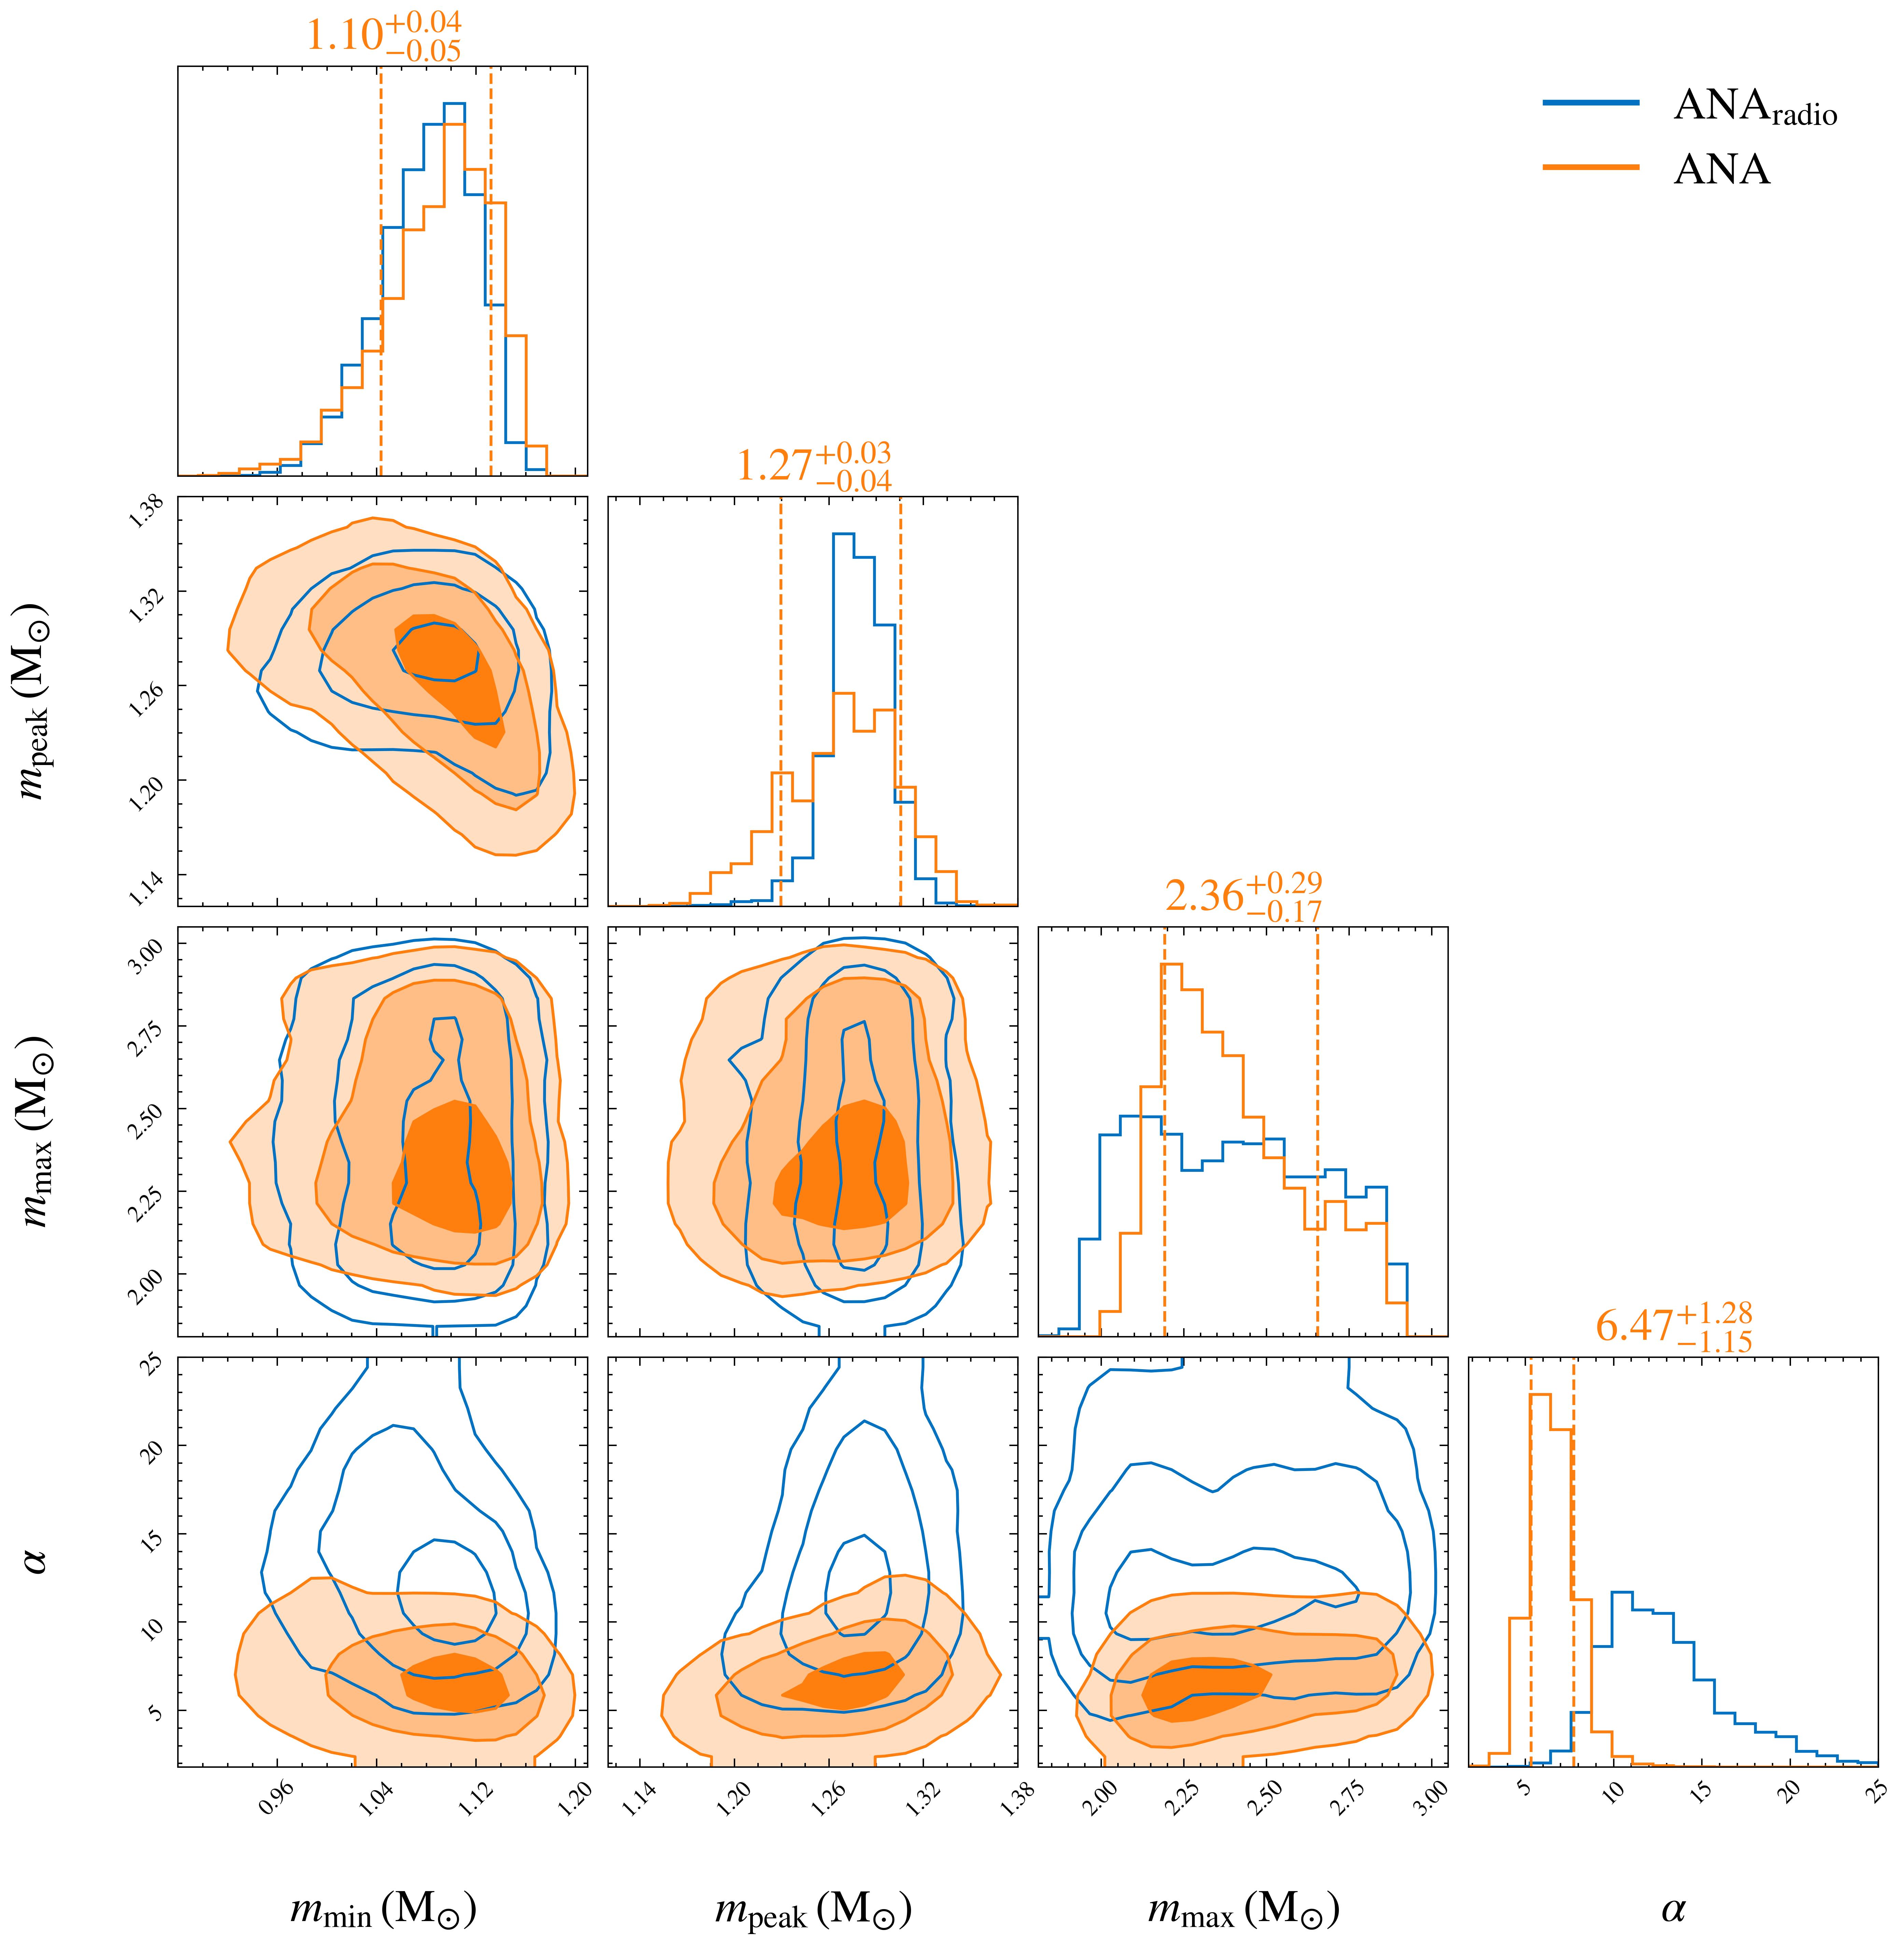 1.10+0.04−0.05
ANAradio
ANA
1.27+0.03−0.04
1.38
1.32
1.26
1.20
1.14
mpeak (M⊙)
2.36+0.29−0.17
3.00
2.75
2.50
2.25
2.00
mmax (M⊙)
6.47+1.28−1.15
25
20
15
10
5
α
0.96 1.04 1.12 1.20
1.14 1.20 1.26 1.32 1.38
2.00 2.25 2.50 2.75 3.00
5 10 15 20 25
mmin (M⊙) mpeak (M⊙) mmax (M⊙) α